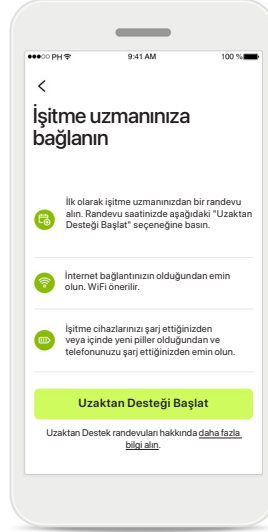 PH 9:41 AM 100 %
İşitme uzmanınıza
bağlanın
İlk olarak işitme uzmanınızdan bir randevu
alın. Randevu saatinizde aşağıdaki "Uzaktan
Desteği Başlat" seçeneğine basın.
İnternet bağlantınızın olduğundan emin
olun. WiFi önerilir.
İşitme cihazlarınızı şarj ettiğinizden
veya içinde yeni piller olduğundan ve
telefonunuzu şarj ettiğinizden emin olun.
Uzaktan Desteği Başlat
Uzaktan Destek randevuları hakkında daha fazla
bilgi alın.